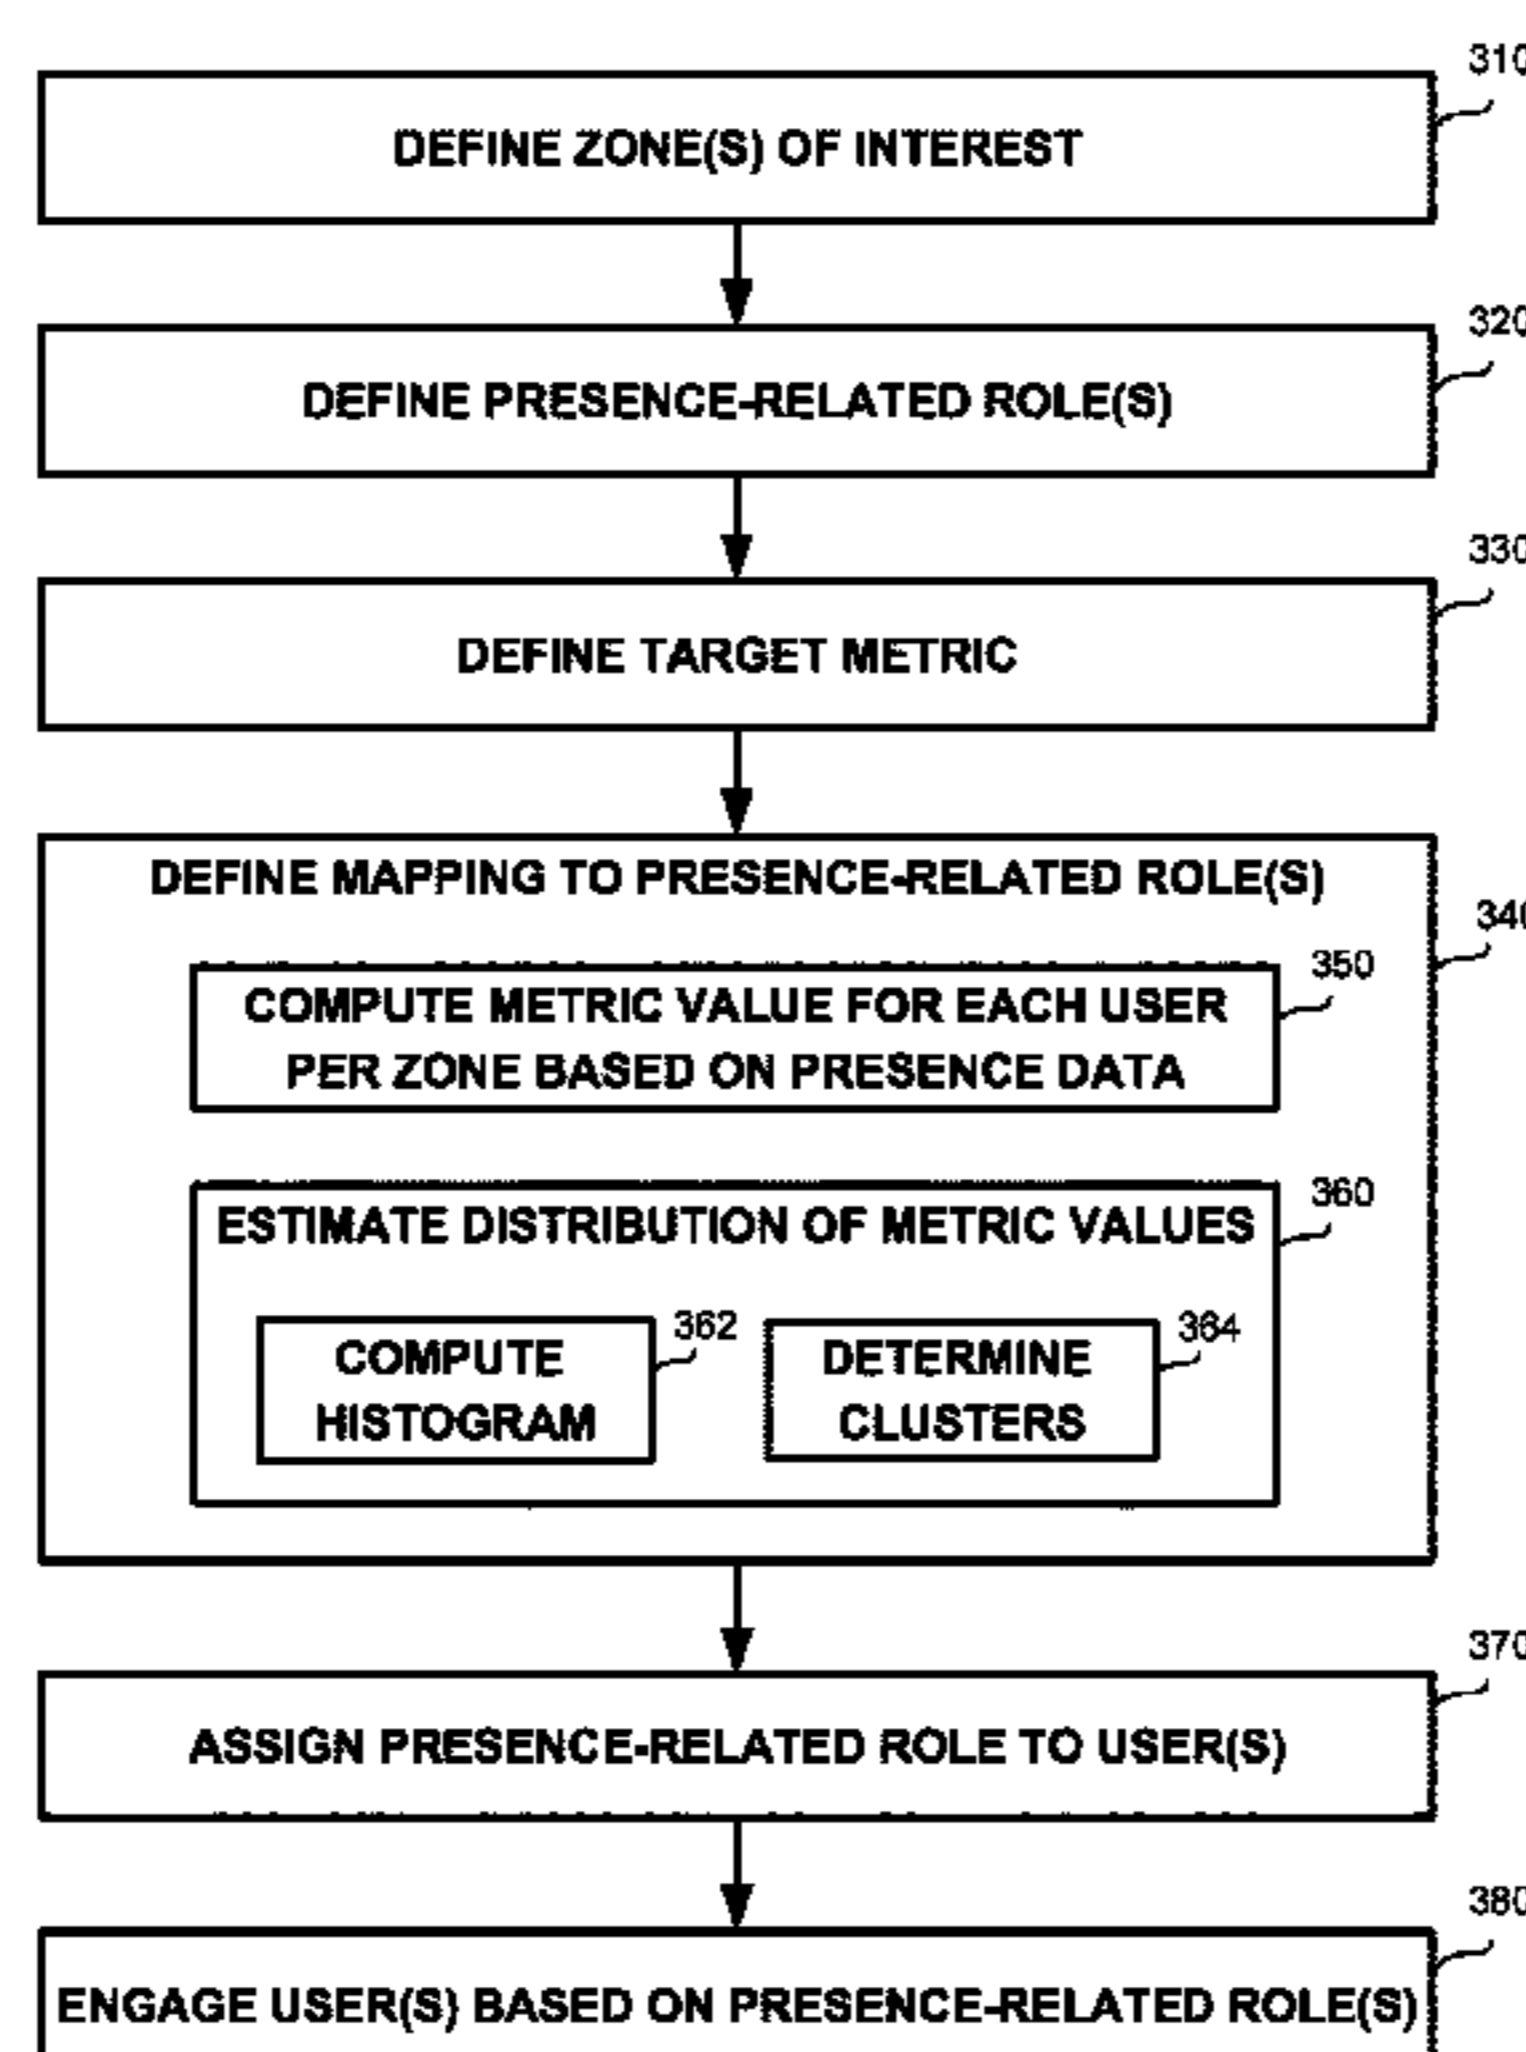 310
DEFINE ZONE(S) OF INTEREST
320
DEFINE PRESENCE-RELATED ROLE(S)
330
DEFINE TARGET METRIC
340
DEFINE MAPPING TO PRESENCE-RELATED ROLE(S)
350
COMPUTE METRIC VALUE FOR EACH USER
PER ZONE BASED ON PRESENCE DATA
360
ESTIMATE DISTRIBUTION OF METRIC VALUES
362
COMPUTE
HISTOGRAM
364
DETERMINE
CLUSTERS
370
ASSIGN PRESENCE-RELATED ROLE TO USER(S)
380
ENGAGE USER(S) BASED ON PRESENCE-RELATED ROLE(S)